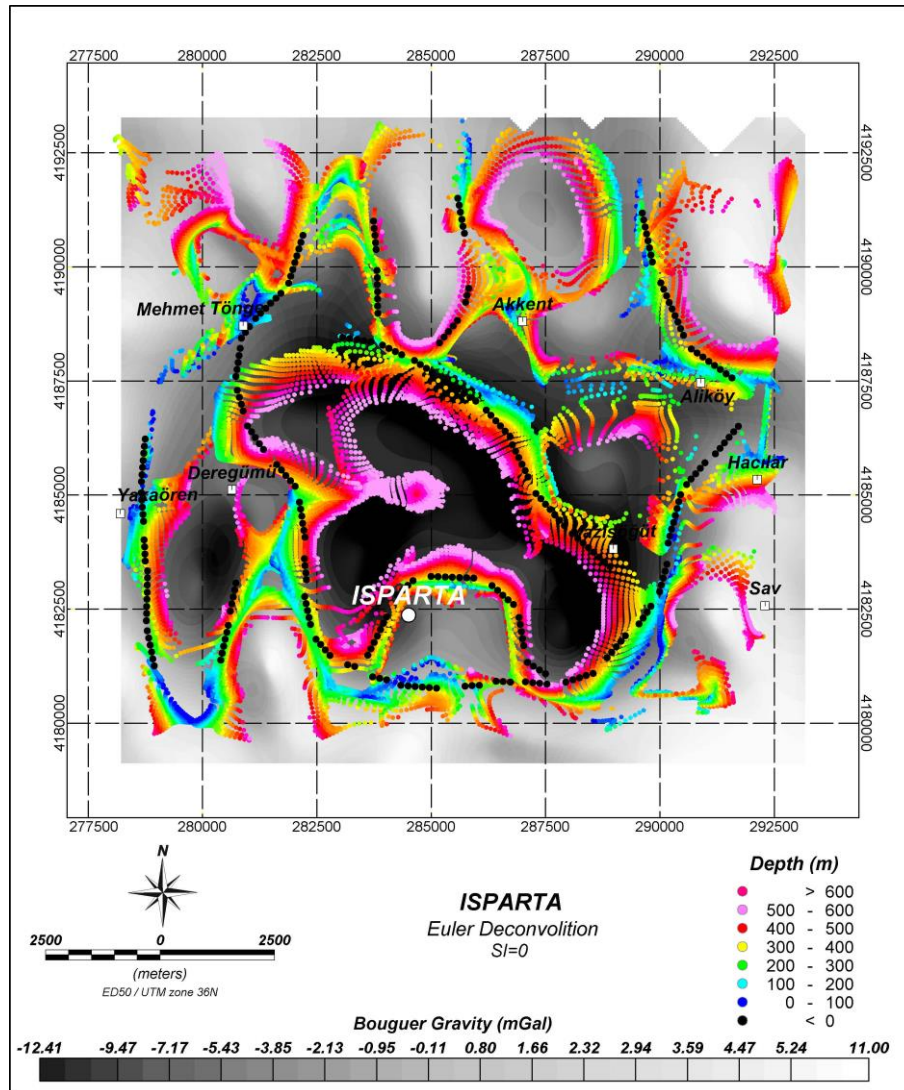 277500 280000 282500 285000 287500 290000 292500
4192500 4192500
4190000 4190000
Mehmet Tönge
Akkent
4187500 4187500
Aliköy
Deregümü
Hacılar
4185000 4185000
Yakaören
Sav
4182500 4182500
ISPARTA
4180000 4180000
277500 280000 282500 285000 287500 290000 292500
N
2500 0 2500
(meters)
ED50 / UTM zone 36N
ISPARTA
Euler Deconvolition
SI=0
Depth (m)
> 600
500 - 600
400 - 500
300 - 400
200 - 300
100 - 200
0 - 100
< 0
Bouguer Gravity (mGal)
-12.41 -9.47 -7.17 -5.43 -3.85 -2.13 -0.95 -0.11 0.80 1.66 2.32 2.94 3.59 4.47 5.24 11.00